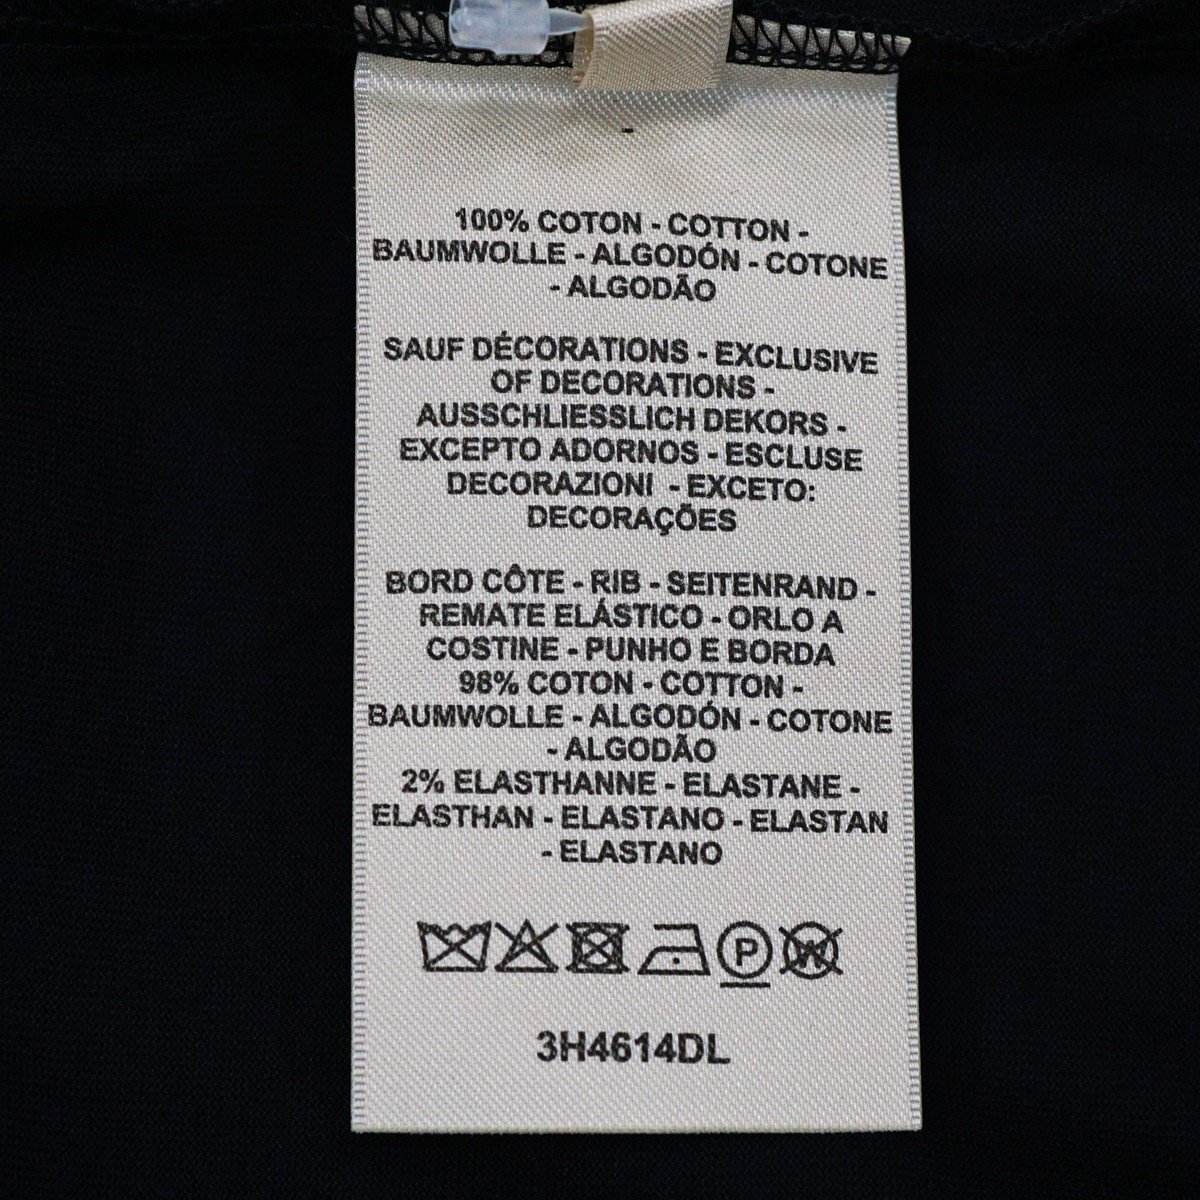 100% COTON - COTTON -
BAUMWOLLE - ALGODÓN - COTONE
- ALGODÃO
SAUF DÉCORATIONS - EXCLUSIVE
OF DECORATIONS -
AUSSCHLIESSLICH DEKORS -
EXCEPTO ADORNOS - ESCLUSE
DECORAZIONI - EXCETO:
DECORAÇÕES
BORD CÔTE - RIB - SEITENRAND -
REMATE ELÁSTICO - ORLO A
COSTINE - PUNHO E BORDA
98% COTON - COTTON -
BAUMWOLLE - ALGODÓN - COTONE
- ALGODÃO
2% ELASTHANNE - ELASTANE -
ELASTHAN - ELASTANO - ELASTAN
- ELASTANO
P W
3H4614DL